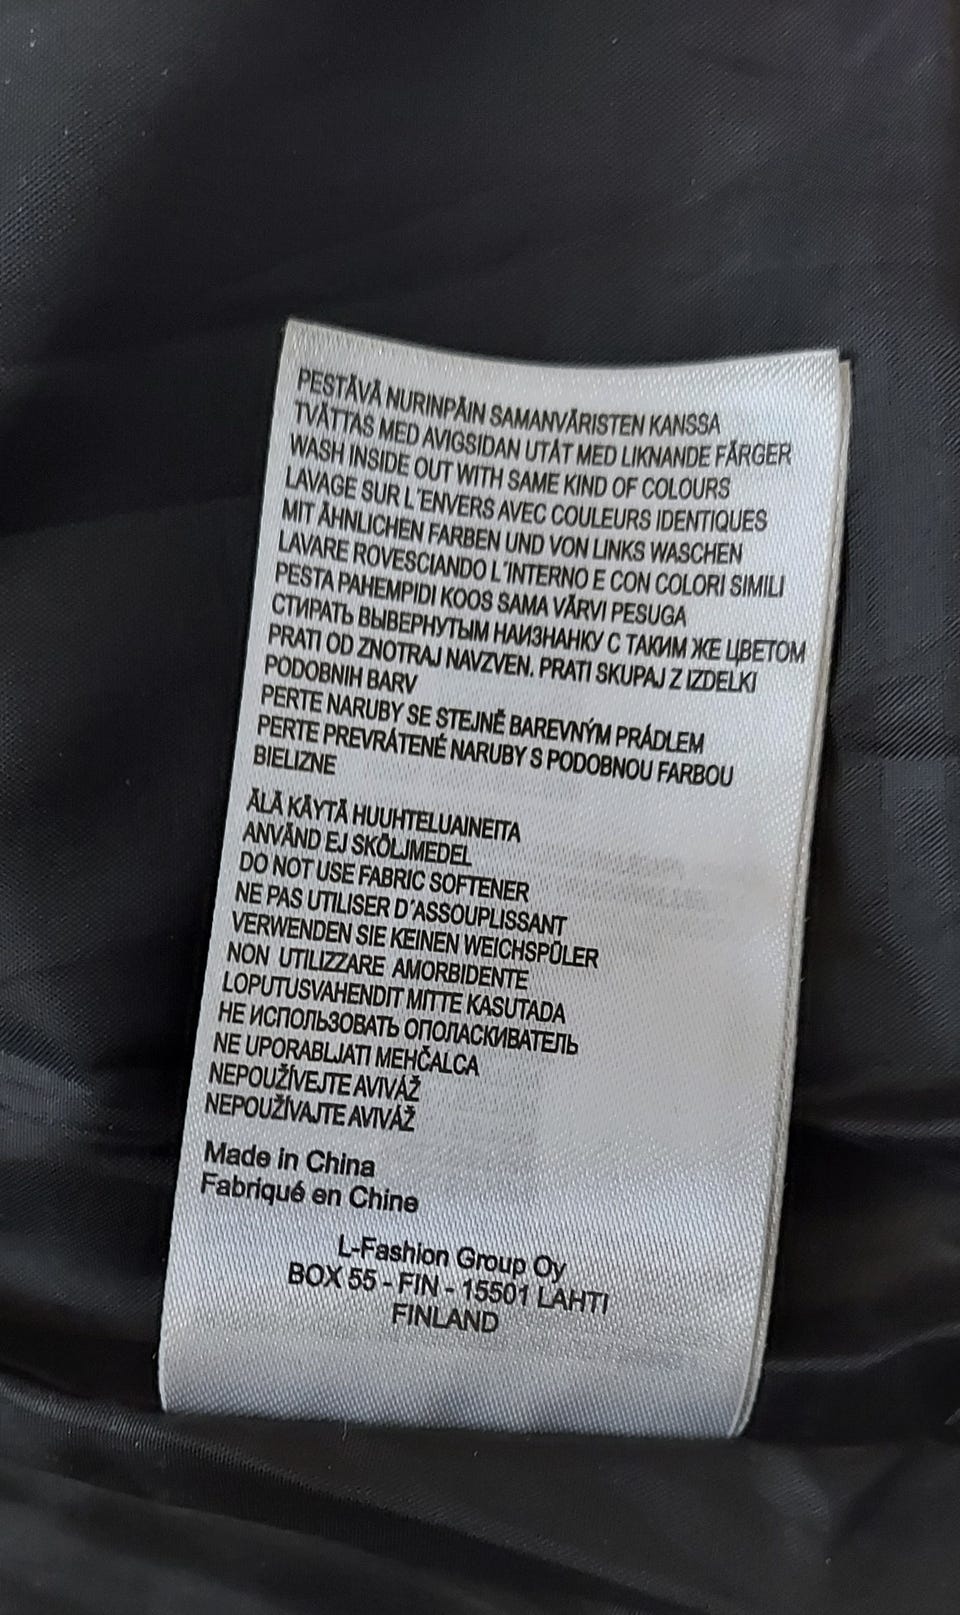 PESTÄVÄ NURINPÄIN SAMANVÄRISTEN KANSSA
TVÄTTAS MED AVIGSIDAN UTÅT MED LIKNANDE FÄRGER
WASH INSIDE OUT WITH SAME KIND OF COLOURS
LAVAGE SUR L´ENVERS AVEC COULEURS IDENTIQUES
MIT ÄHNLICHEN FARBEN UND VON LINKS WASCHEN
LAVARE ROVESCIANDO L´INTERNO E CON COLORI SIMILI
PESTA PAHEMPIDI KOOS SAMA VÄRVI PESUGA
СТИРАТЬ ВЫВЕРНУТЫМ НАИЗНАНКУ С ТАКИМ ЖЕ ЦВЕТОМ
PRATI OD ZNOTRAJ NAVZVEN. PRATI SKUPAJ Z IZDELKI
PODOBNIH BARV
PERTE NARUBY SE STEJNĚ BAREVNÝM PRÁDLEM
PERTE PREVRÁTENÉ NARUBY S PODOBNOU FARBOU
BIELIZNE
ÄLÄ KÄYTÄ HUUHTELUAINEITA
ANVÄND EJ SKÖLJMEDEL
DO NOT USE FABRIC SOFTENER
NE PAS UTILISER D´ASSOUPLISSANT
VERWENDEN SIE KEINEN WEICHSPÜLER
NON UTILIZZARE AMORBIDENTE
LOPUTUSVAHENDIT MITTE KASUTADA
НЕ ИСПОЛЬЗОВАТЬ ОПОЛАСКИВАТЕЛЬ
NE UPORABLJATI MEHČALCA
NEPOUŽÍVEJTE AVIVÁŽ
NEPOUŽÍVAJTE AVIVÁŽ
Made in China
Fabriqué en Chine
L-Fashion Group Oy
BOX 55 - FIN - 15501 LAHTI
FINLAND